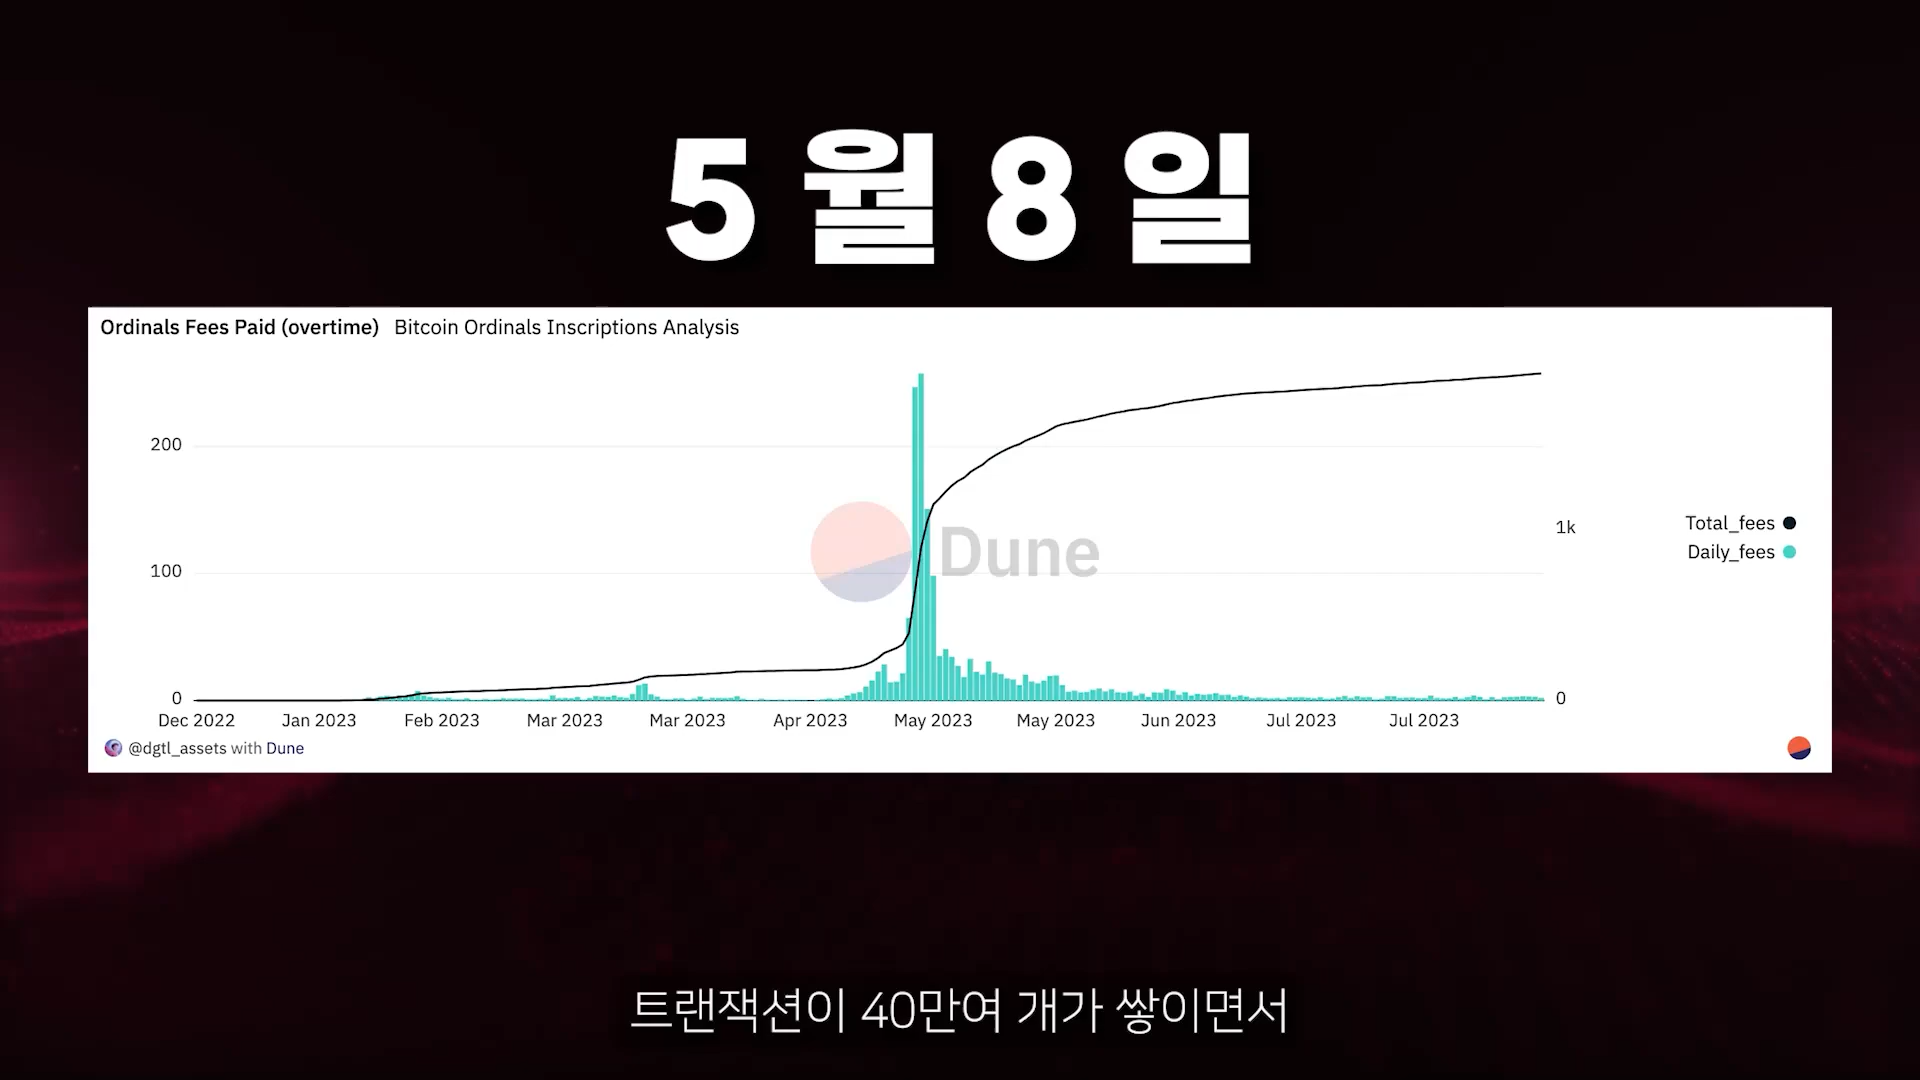 5월 8일
Ordinals Fees Paid (overtime) Bitcoin Ordinals Inscriptions Analysis
200
100
0
1k
0
Dune
Total_fees
Daily_fees
Dec 2022 Jan 2023 Feb 2023 Mar 2023 Mar 2023 Apr 2023 May 2023 May 2023 Jun 2023 Jul 2023 Jul 2023
@dgtl_assets with Dune
트랜잭션이 40만여 개가 쌓이면서